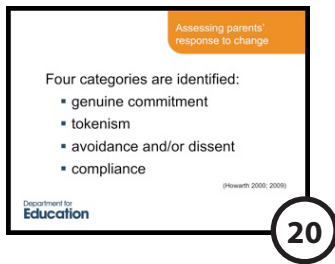 Assessing parents'
response to change
Four categories are identified:
▪ genuine commitment
▪ tokenism
▪ avoidance and/or dissent
▪ compliance
(Howarth 2000; 2009)
Department for
Education
20